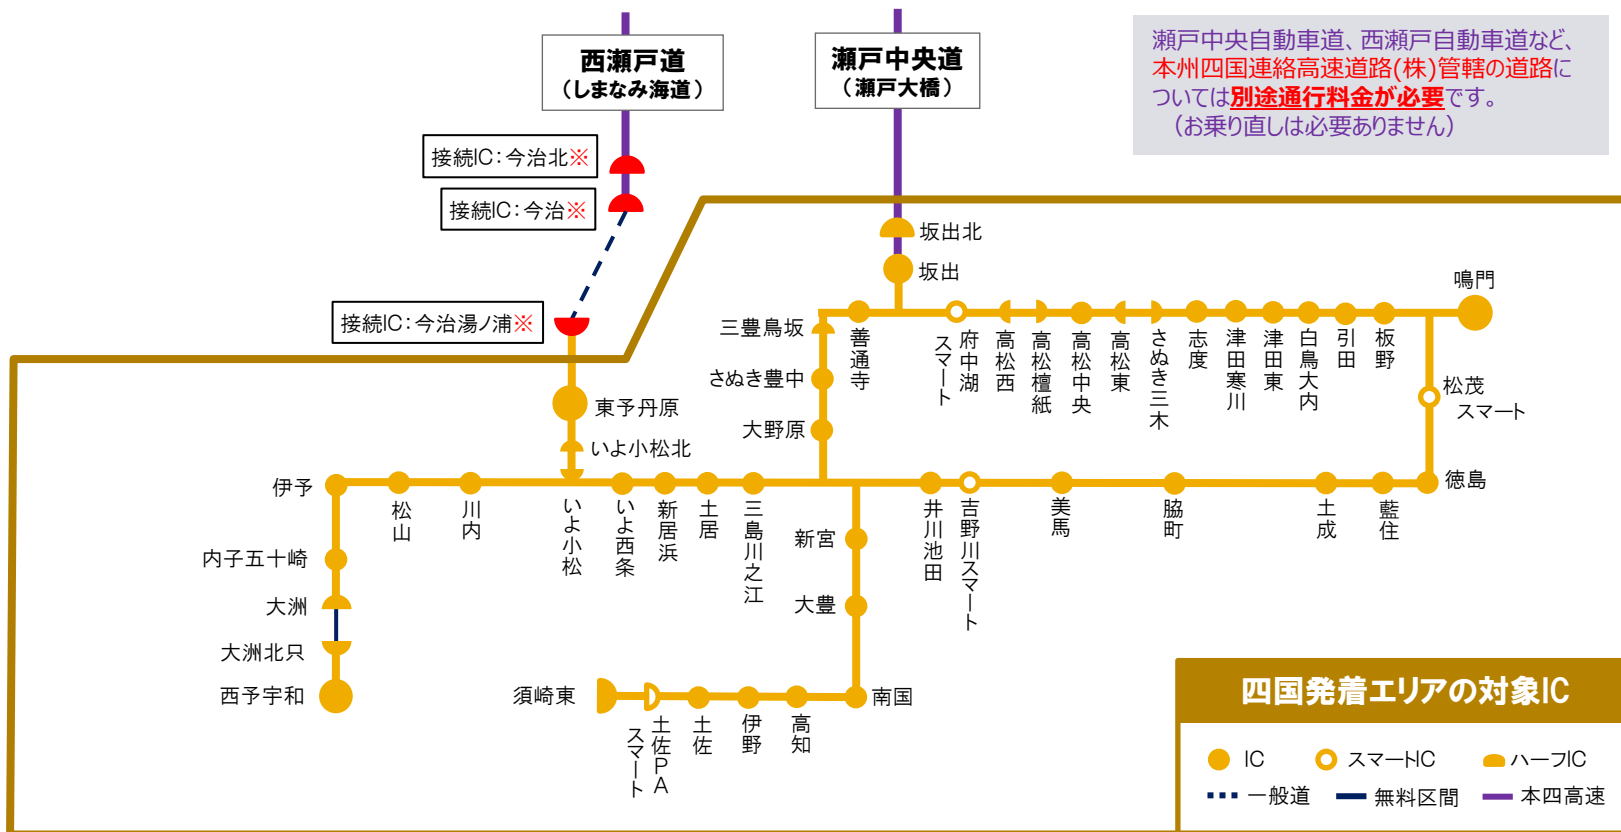 西瀬戸道
(しまなみ海道)
瀬戸中央道
(瀬戸大橋)
瀬戸中央自動車道、西瀬戸自動車道など、
本州四国連絡高速道路(株)管轄の道路に
ついては別途通行料金が必要です。
(お乗り直しは必要ありません)
接続IC:今治北※
接続IC:今治※
接続IC:今治湯ノ浦※
坂出北
坂出
鳴門
三豊鳥坂
善通寺
府中湖
スマート
高松西
高松檀紙
高松中央
高松東
さぬき三木
志度
津田寒川
津田東
白鳥大内
引田
板野
さぬき豊中
大野原
松茂
スマート
東予丹原
いよ小松北
伊予
松山
川内
いよ小松
いよ西条
新居浜
土居
三島川之江
井川池田
吉野川スマート
美馬
脇町
土成
藍住
徳島
新宮
大豊
内子五十崎
大洲
大洲北只
西予宇和
須崎東
土佐PA
スマート
土佐
伊野
高知
南国
四国発着エリアの対象IC
IC
スマートIC
ハーフIC
一般道
無料区間
本四高速